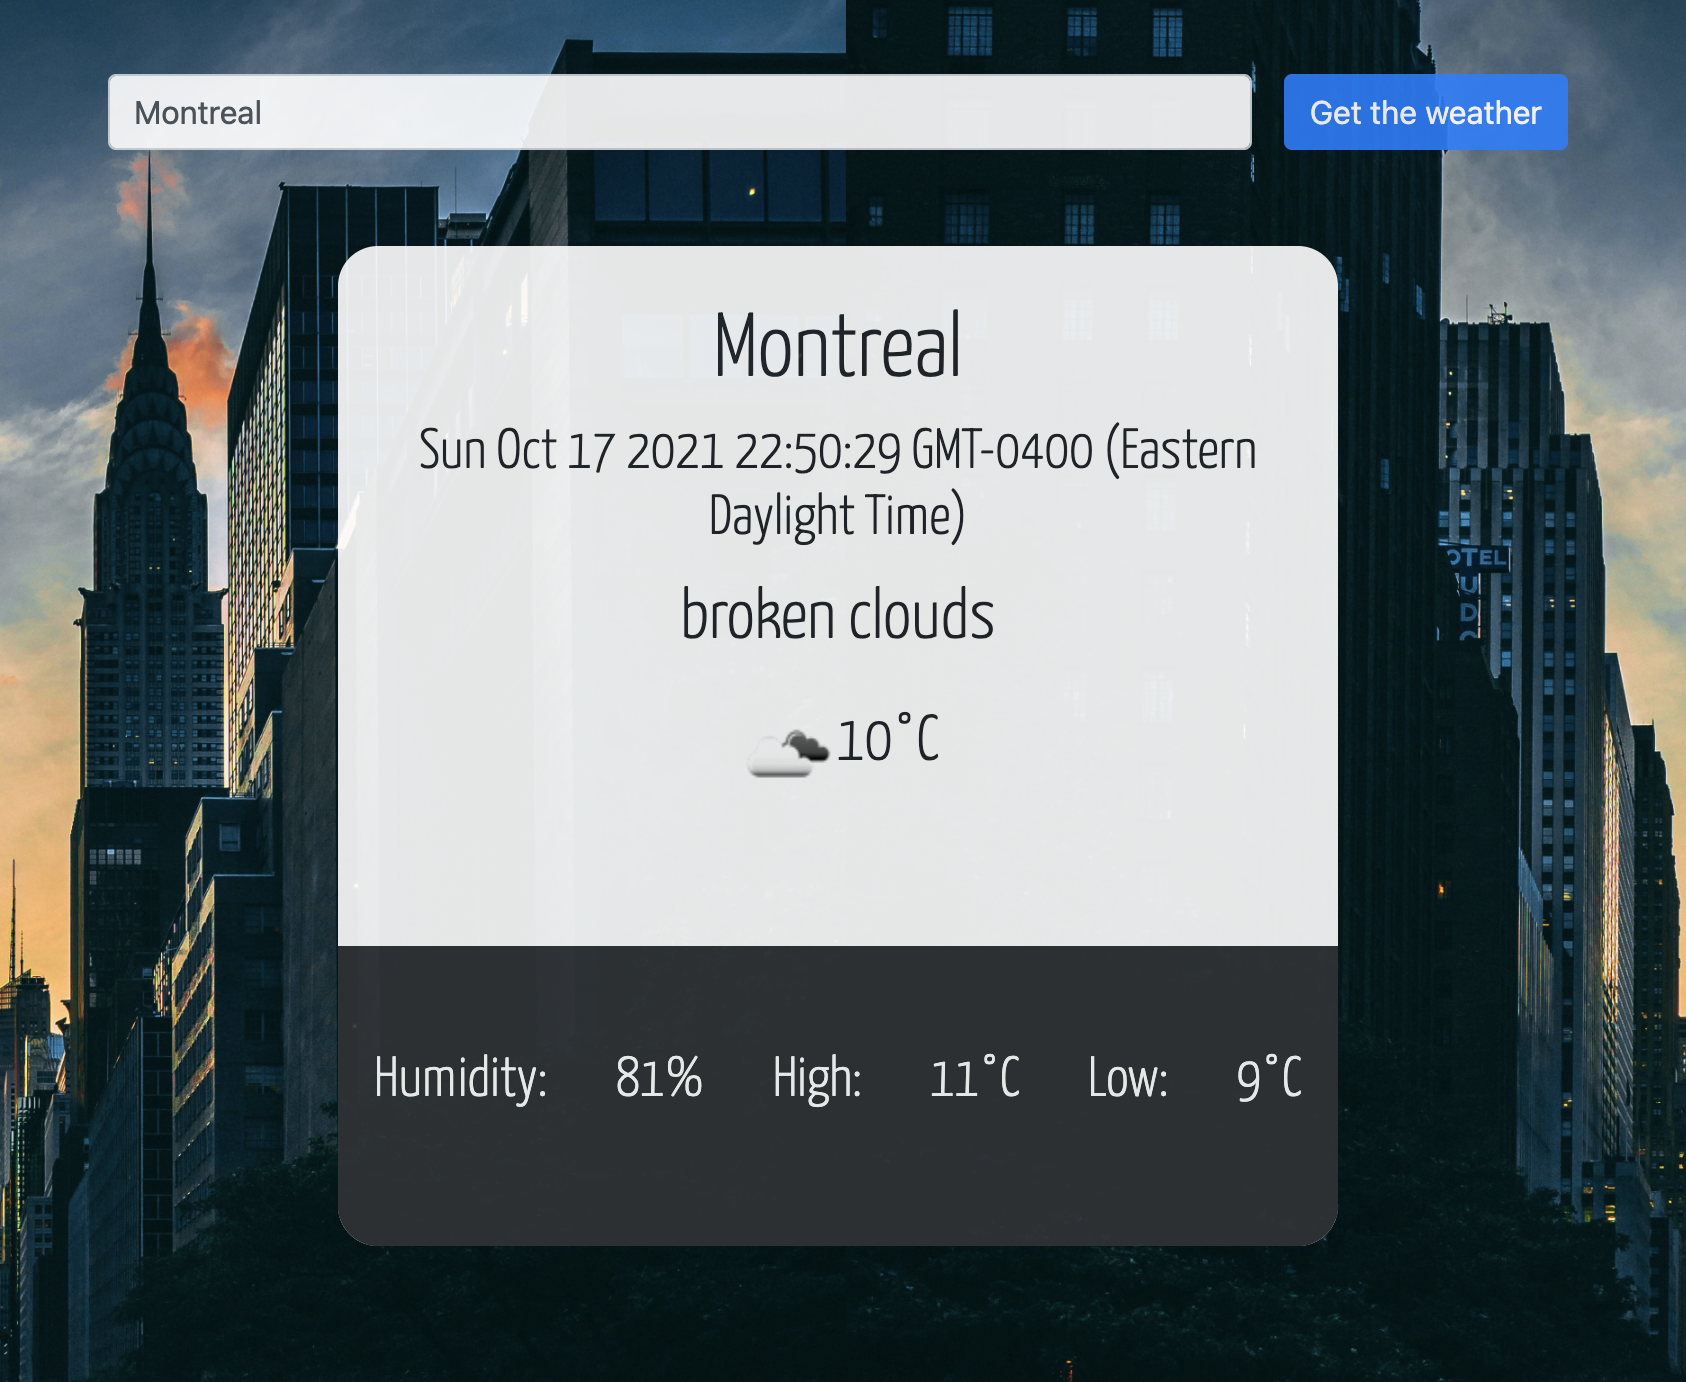 Montreal
Get the weather
Montreal
Sun Oct 17 2021 22:50:29 GMT-0400 (Eastern
Daylight Time)
broken clouds
10°C
Humidity: 81% High: 11°C Low: 9°C
OTEL